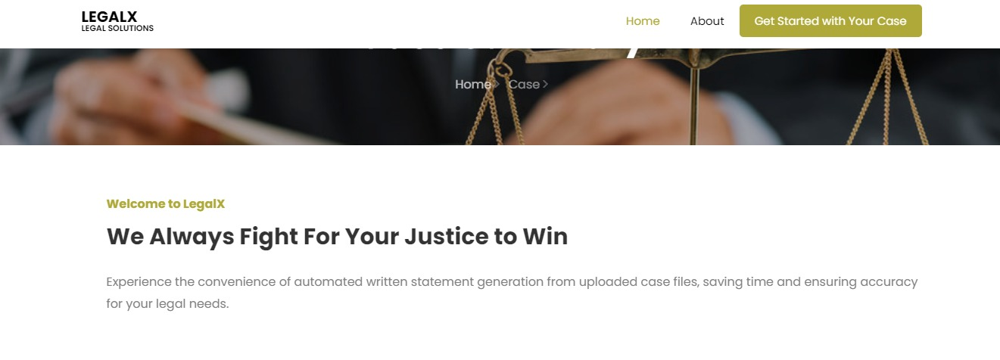 LEGALX
LEGAL SOLUTIONS
Home About Get Started with Your Case
Home Case
Welcome to LegalX
We Always Fight For Your Justice to Win
Experience the convenience of automated written statement generation from uploaded case files, saving time and ensuring accuracy
for your legal needs.